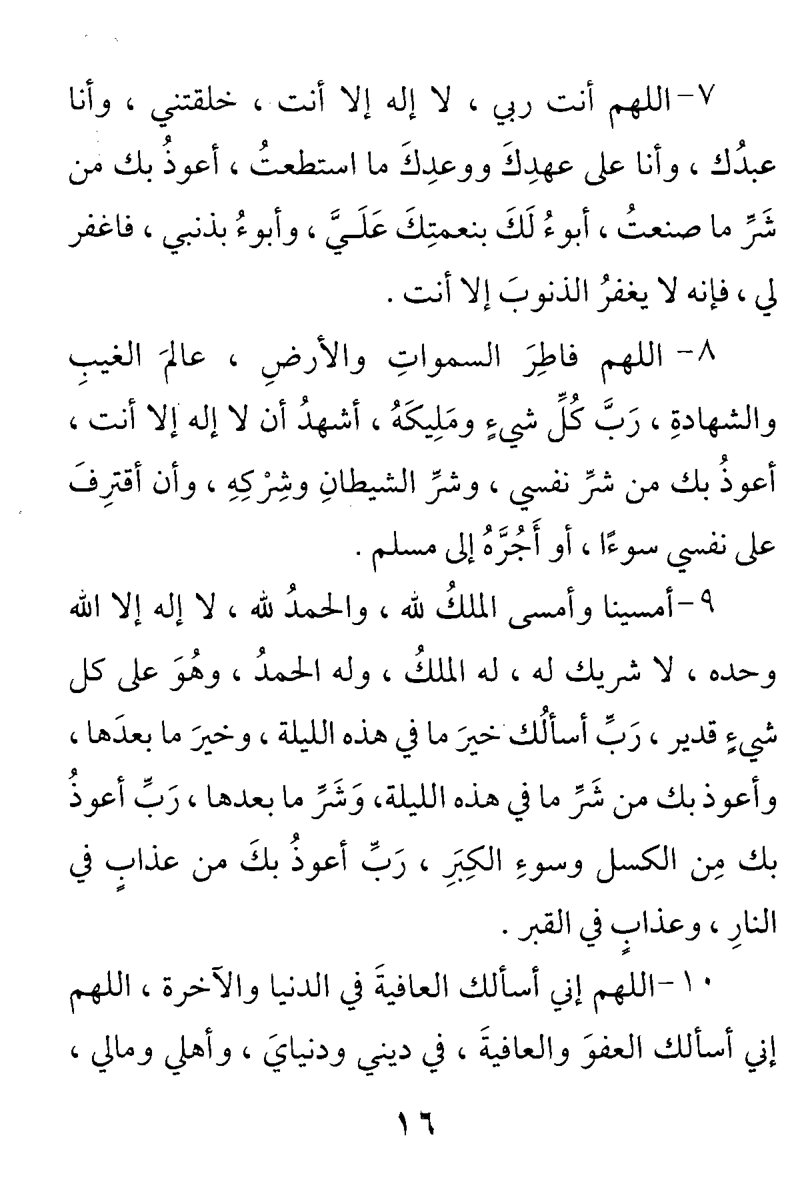 ٧- اللهم أنت ربي ، لا إله إلا أنت ، خلقتني ، وأنا
عبدُك ، وأنا على عهدِكَ ووعدِكَ ما استطعتُ ، أعوذُ بك من
شَرِّ ما صنعتُ ، أبوءُ لَكَ بنعمتِكَ عَلَـيَّ ، وأبوءُ بذنبي ، فاغفر
لي ، فإنه لا يغفرُ الذنوبَ إلا أنت .
٨- اللهم فاطِرَ السمواتِ والأرضِ ، عالمَ الغيبِ
والشهادةِ ، رَبَّ كُلِّ شيءٍ ومَلِيكَهُ ، أشهدُ أن لا إله إلا أنت ،
أعوذُ بك من شرِّ نفسي ، وشرِّ الشيطانِ وشِرْكِهِ ، وأن أقترِفَ
على نفسي سوءًا ، أو أَجُرَّهُ إلى مسلم .
٩- أمسينا وأمسى الملكُ لله ، والحمدُ لله ، لا إله إلا الله
وحده ، لا شريك له ، له الملكُ ، وله الحمدُ ، وهُوَ على كل
شيءٍ قدير ، رَبِّ أسألُك خيرَ ما في هذه الليلة ، وخيرَ ما بعدَها ،
وأعوذ بك من شَرِّ ما في هذه الليلة، وَشَرِّ ما بعدها ، رَبِّ أعوذُ
بك مِن الكسل وسوءِ الكِبَرِ ، رَبِّ أعوذُ بكَ من عذابٍ في
النارِ ، وعذابٍ في القبر .
١٠- اللهم إني أسألك العافيةَ في الدنيا والآخرة ، اللهم
إني أسألك العفوَ والعافيةَ ، في ديني ودنيايَ ، وأهلي ومالي ،
١٦